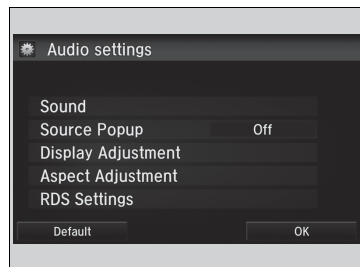 Audio settings
Sound
Source Popup Off
Display Adjustment
Aspect Adjustment
RDS Settings
Default OK